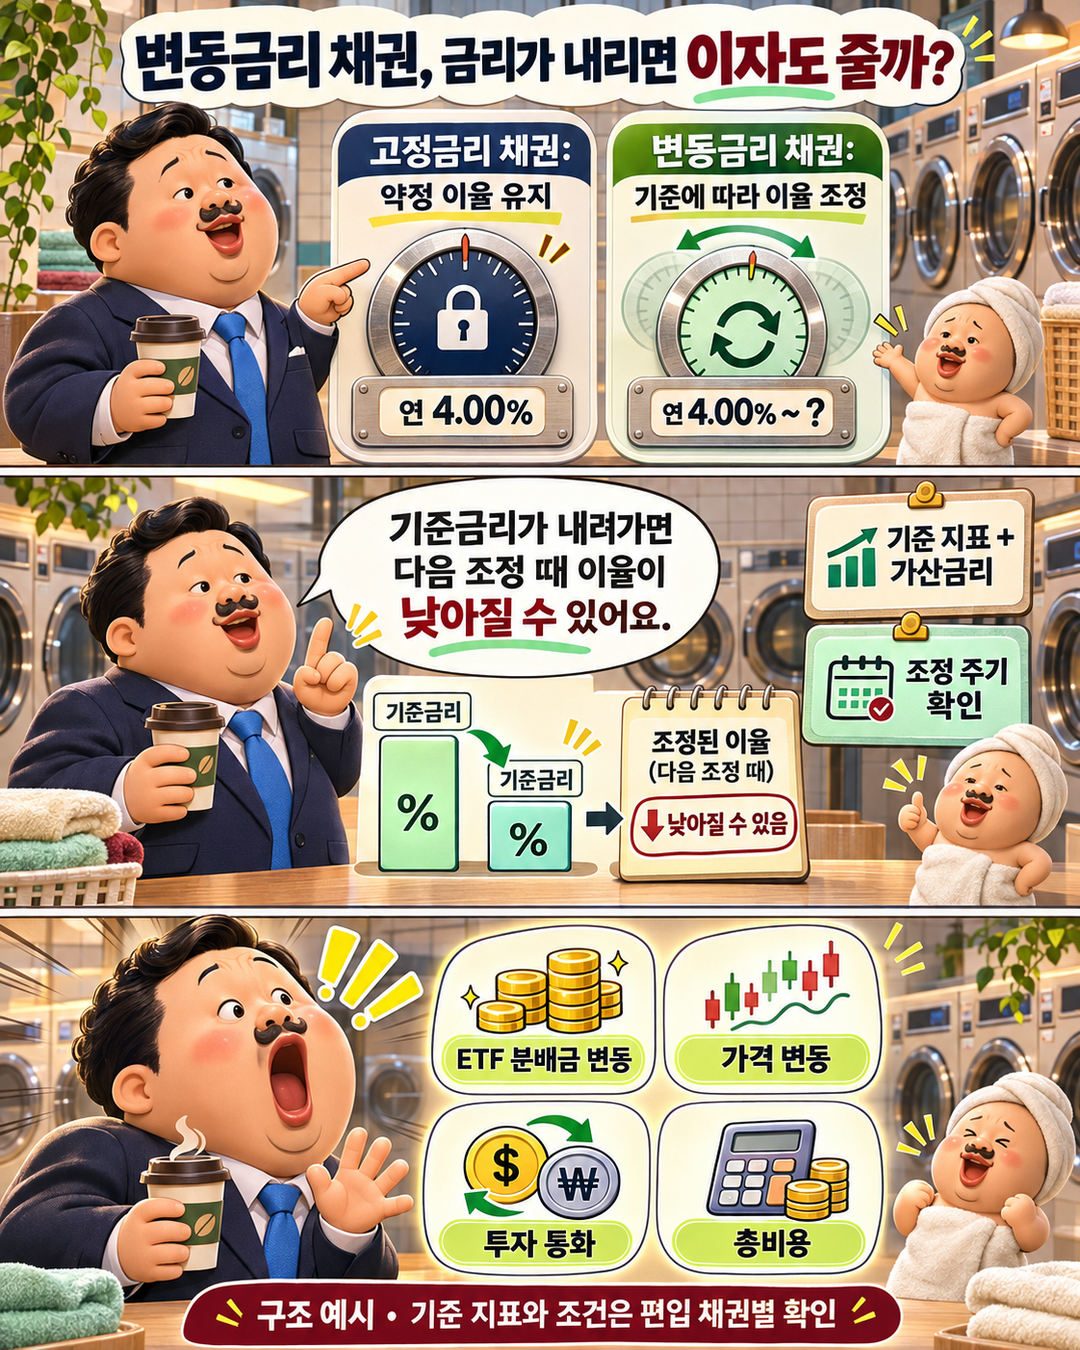 변동금리 채권, 금리가 내리면 이자도 줄까?
고정금리 채권:
약정 이율 유지
연 4.00%
변동금리 채권:
기준에 따라 이율 조정
연 4.00% ~ ?
기준금리가 내려가면
다음 조정 때 이율이
낮아질 수 있어요.
기준 지표 +
가산금리
조정 주기
확인
기준금리
%
기준금리
%
조정된 이율
(다음 조정 때)
낮아질 수 있음
ETF 분배금 변동
가격 변동
$
₩
투자 통화
총비용
구조 예시 • 기준 지표와 조건은 편입 채권별 확인